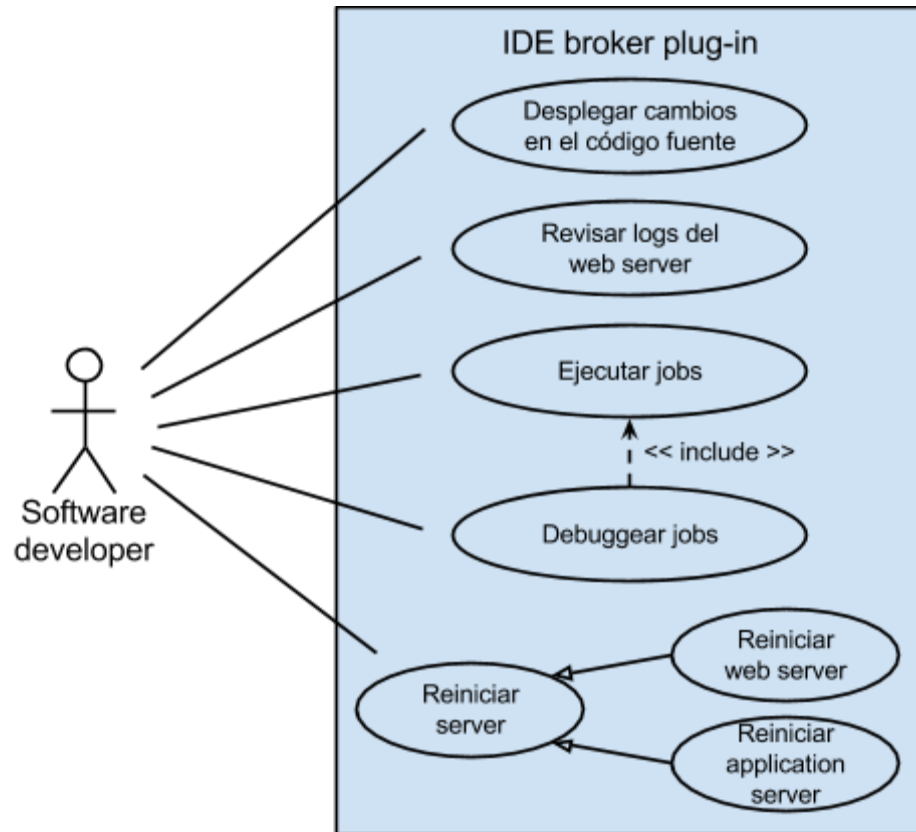 IDE broker plug-in
Desplegar cambios
en el código fuente
Revisar logs del
web server
Ejecutar jobs
<< include >>
Debuggear jobs
Software
developer
Reiniciar
server
Reiniciar
web server
Reiniciar
application
server